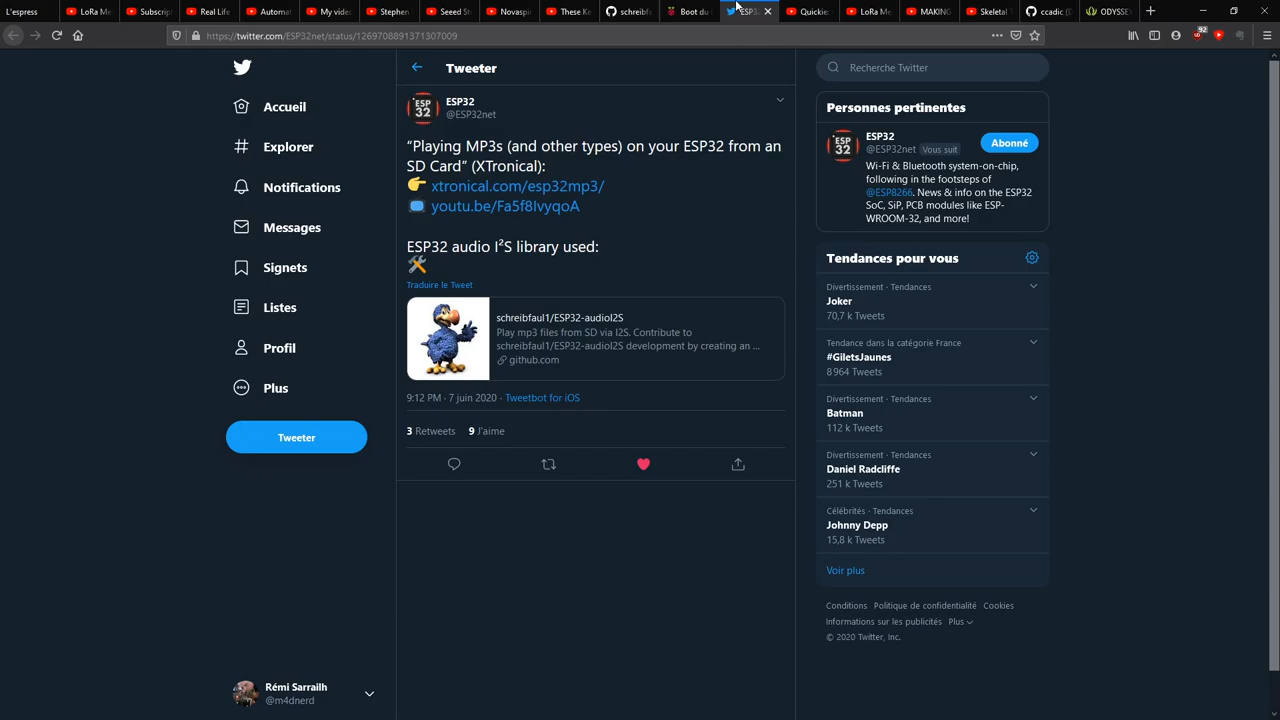 L'espress
LoRa Me
Subscrip
Real Life
Automa
My vide
Stephen
Seeed St
Novaspi
These Ke
schreibf
Boot du
ESP3
Quickie
LoRa Me
MAKING
Skeletal T
ccadic (D
ODYSSE
https://twitter.com/ESP32net/status/1269708891371307009
92
Accueil
Explorer
Notifications
Messages
Signets
Listes
Profil
Plus
Tweeter
Rémi Sarrailh
@m4dnerd
Tweeter
ESP32
@ESP32net
“Playing MP3s (and other types) on your ESP32 from an
SD Card” (XTronical):
👉 xtronical.com/esp32mp3/
youtu.be/Fa5f8IvyqoA
ESP32 audio I²S library used:
🛠
Traduire le Tweet
schreibfaul1/ESP32-audioI2S
Play mp3 files from SD via I2S. Contribute to
schreibfaul1/ESP32-audioI2S development by creating an ...
github.com
9:12 PM · 7 juin 2020 · Tweetbot for iOS
3 Retweets 9 J'aime
Recherche Twitter
Personnes pertinentes
ESP
32
ESP32
@ESP32net Vous suit
Abonné
Wi-Fi & Bluetooth system-on-chip,
following in the footsteps of
@ESP8266. News & info on the ESP32
SoC, SiP, PCB modules like ESP-
WROOM-32, and more!
Tendances pour vous
Divertissement · Tendances
Joker
70,7 k Tweets
Tendance dans la catégorie France
#GiletsJaunes
8 964 Tweets
Divertissement · Tendances
Batman
112 k Tweets
Divertissement · Tendances
Daniel Radcliffe
251 k Tweets
Célébrités · Tendances
Johnny Depp
15,8 k Tweets
Voir plus
Conditions Politique de confidentialité Cookies
Informations sur les publicités Plus
© 2020 Twitter, Inc.